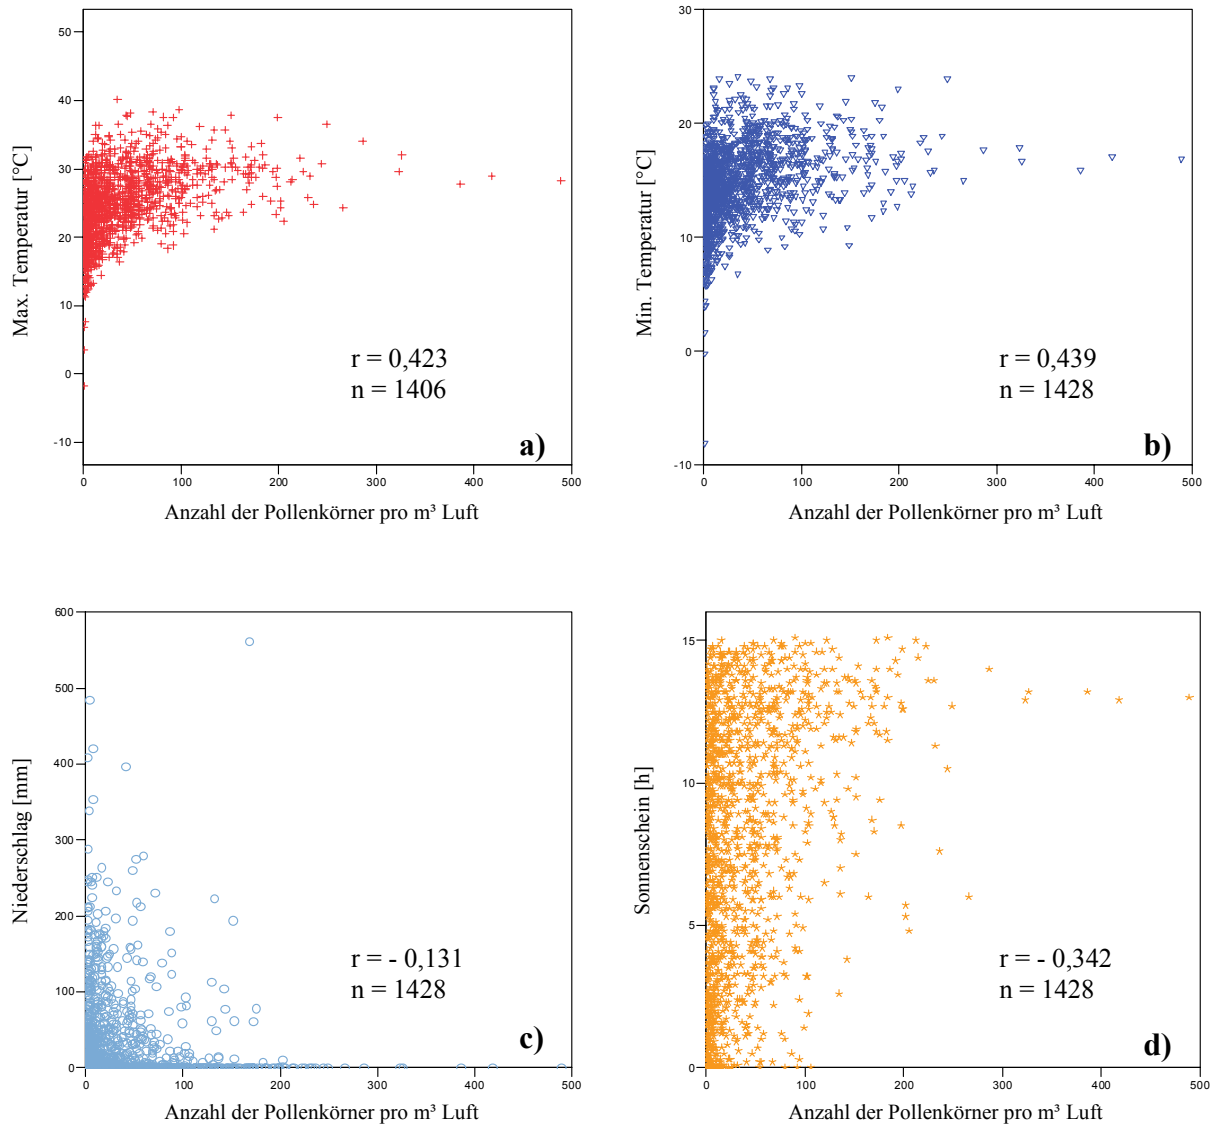 50
40
30
20
10
0
-10
Max. Temperatur [°C]
r = 0,423
n = 1406
a)
0
100
200
300
400
500
Anzahl der Pollenkörner pro m³ Luft
30
20
10
0
-10
Min. Temperatur [°C]
r = 0,439
n = 1428
b)
0
100
200
300
400
500
Anzahl der Pollenkörner pro m³ Luft
600
500
400
300
200
100
0
Niederschlag [mm]
r = - 0,131
n = 1428
c)
0
100
200
300
400
500
Anzahl der Pollenkörner pro m³ Luft
15
10
5
0
Sonnenschein [h]
r = - 0,342
n = 1428
d)
0
100
200
300
400
500
Anzahl der Pollenkörner pro m³ Luft